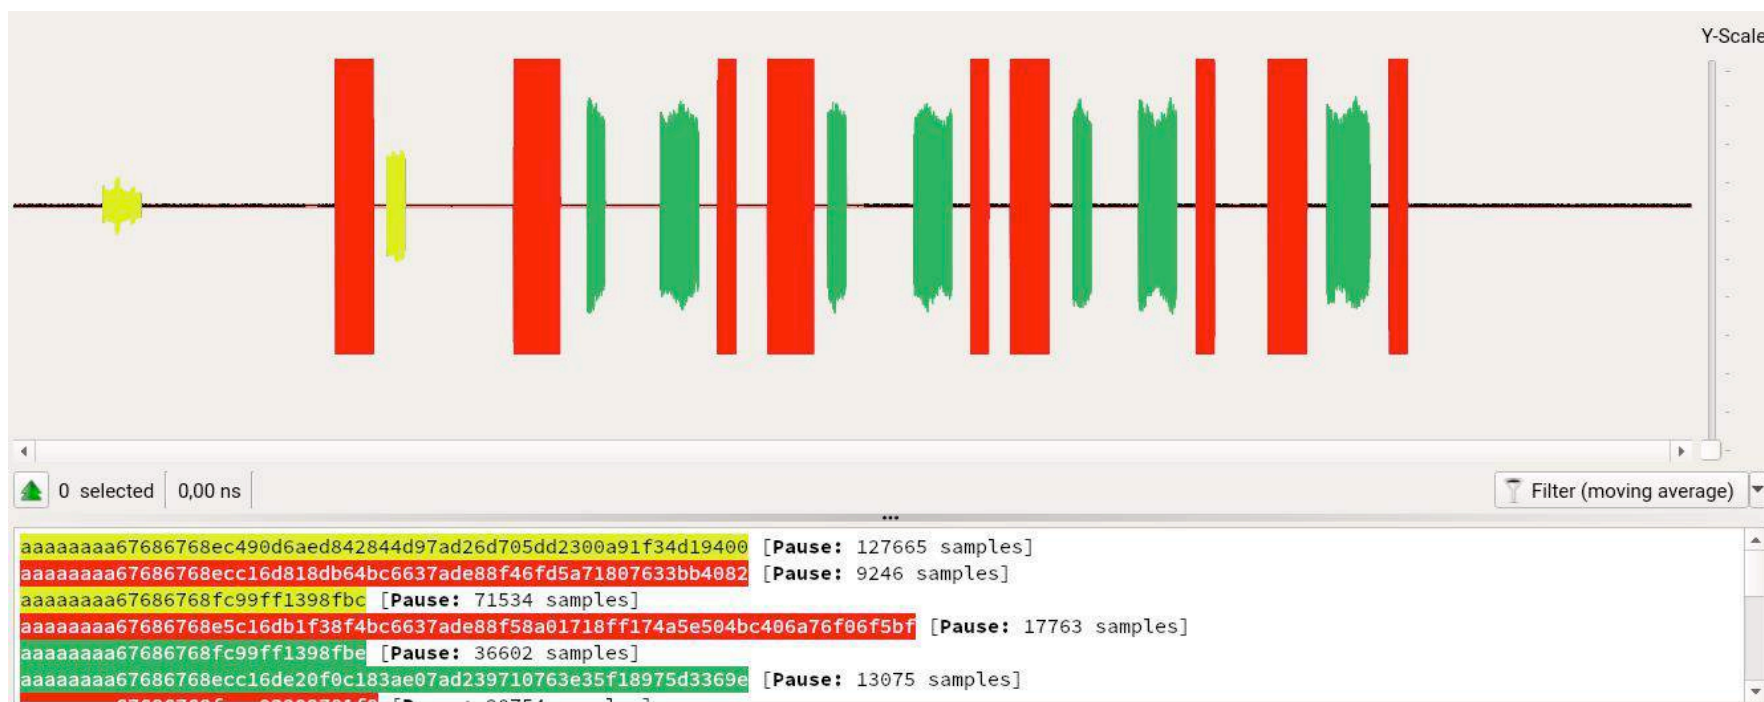 Y-Scale
0 selected 0,00 ns
Filter (moving average)
aaaaaaaa67686768ec490d6aed842844d97ad26d705dd2300a91f34d19400 [Pause: 127665 samples]
aaaaaaaa67686768ecc16d818db64bc6637ade88f46fd5a71807633bb4082 [Pause: 9246 samples]
aaaaaaaa67686768fc99ff1398fbc [Pause: 71534 samples]
aaaaaaaa67686768e5c16db1f38f4bc6637ade88f58a01718ff174a5e504bc406a76f06f5bf [Pause: 17763 samples]
aaaaaaaa67686768fc99ff1398fbe [Pause: 36602 samples]
aaaaaaaa67686768ecc16de20f0c183ae07ad239710763e35f18975d3369e [Pause: 13075 samples]